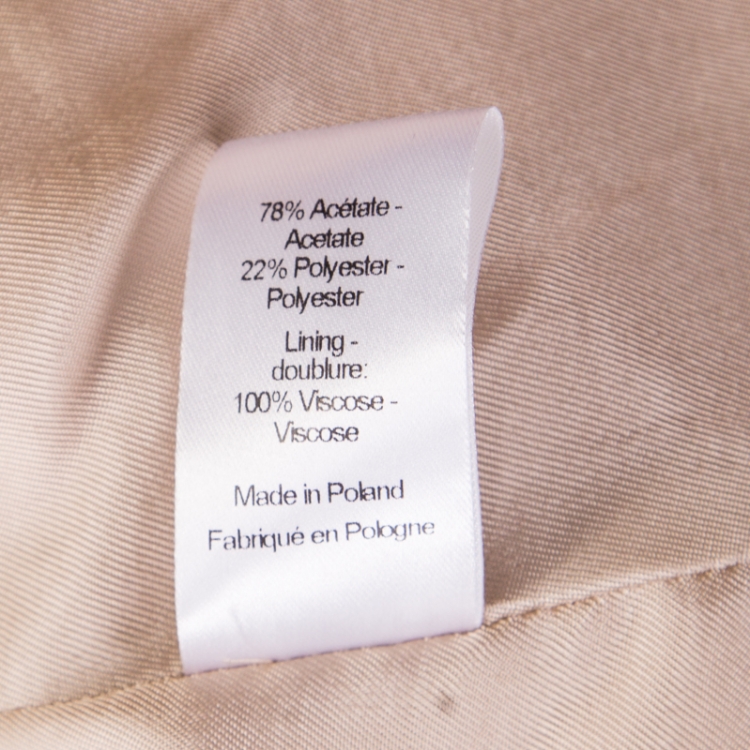 78% Acétate -
Acetate
22% Polyester -
Polyester
Lining -
doublure:
100% Viscose -
Viscose
Made in Poland
Fabriqué en Pologne